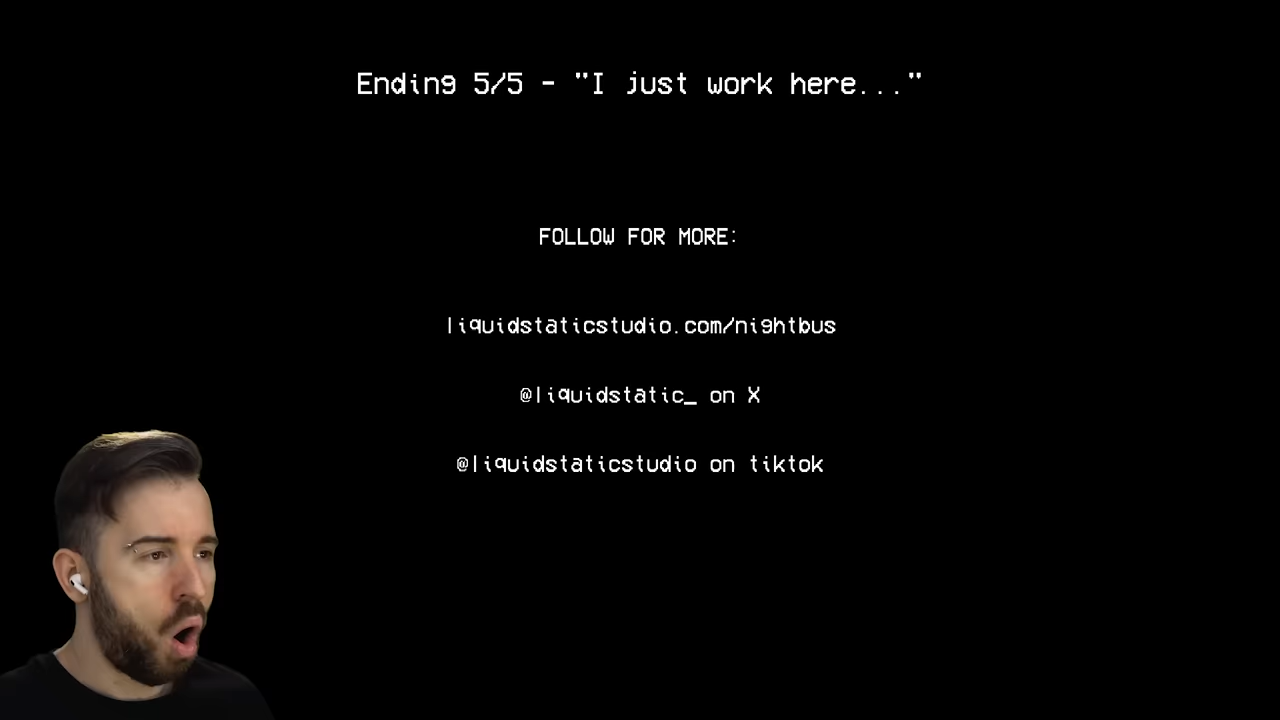 Ending 5/5 - "I just work here..."
FOLLOW FOR MORE:
liquidstaticstudio.com/nightbus
@liquidstatic_ on X
@liquidstaticstudio on tiktok